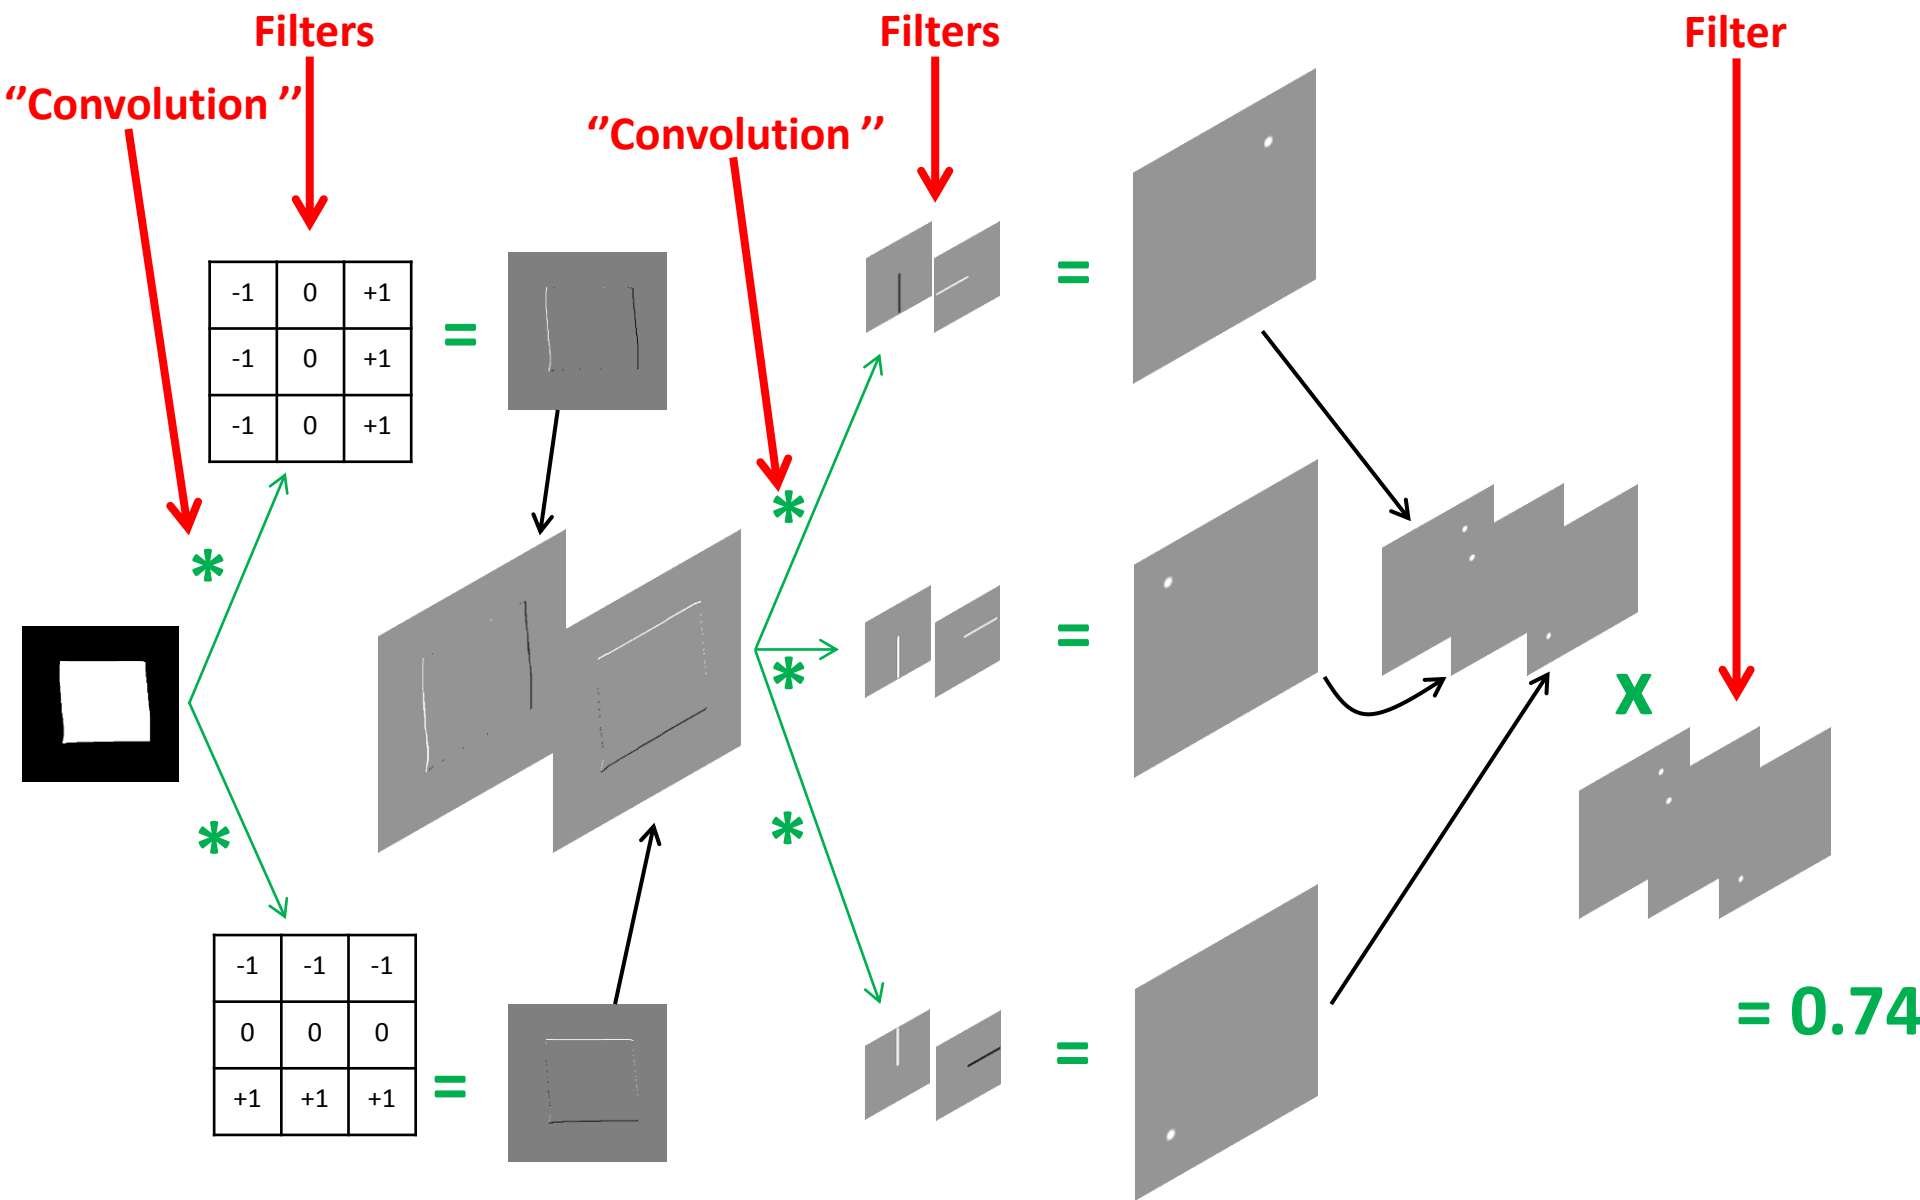 Filters
Filters
Filter
‘’Convolution ’’
‘’Convolution ’’
-1 0 +1
-1 0 +1
-1 0 +1
=
=
*
*
*
=
*
x
*
*
-1 -1 -1
0 0 0
+1 +1 +1
=
=
= 0.74